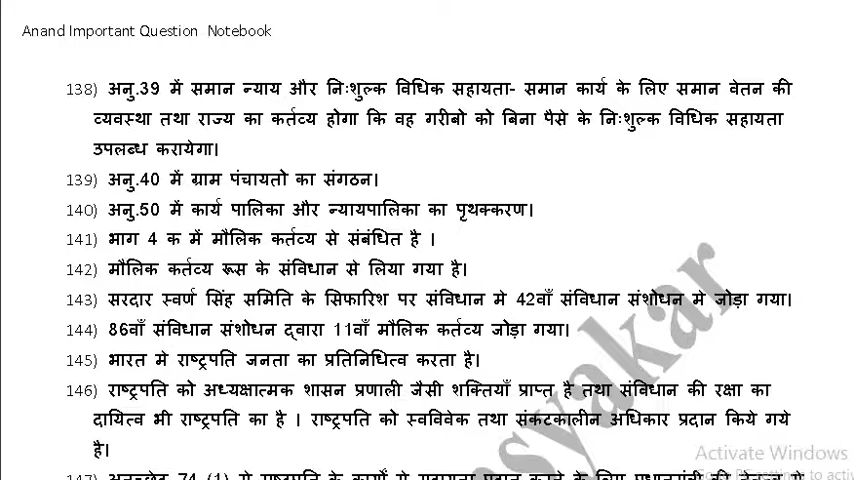 Anand Important Question Notebook
138) अनु.39 में समान न्याय और निःशुल्क विधिक सहायता- समान कार्य के लिए समान वेतन की
व्यवस्था तथा राज्य का कर्तव्य होगा कि वह गरीबो को बिना पैसे के निःशुल्क विधिक सहायता
उपलब्ध करायेगा।
139) अनु.40 में ग्राम पंचायतो का संगठन।
140) अनु.50 में कार्य पालिका और न्यायपालिका का पृथक्करण।
141) भाग 4 क में मौलिक कर्तव्य से संबंधित है ।
142) मौलिक कर्तव्य रूस के संविधान से लिया गया है।
143) सरदार स्वर्ण सिंह समिति के सिफारिश पर संविधान मे 42वाँ संविधान संशोधन मे जोड़ा गया।
144) 86वाँ संविधान संशोधन द्वारा 11वाँ मौलिक कर्तव्य जोड़ा गया।
145) भारत मे राष्ट्रपति जनता का प्रतिनिधित्व करता है।
146) राष्ट्रपति को अध्यक्षात्मक शासन प्रणाली जैसी शक्तियाँ प्राप्त है तथा संविधान की रक्षा का
दायित्व भी राष्ट्रपति का है । राष्ट्रपति को स्वविवेक तथा संकटकालीन अधिकार प्रदान किये गये
है।
Activate Windows